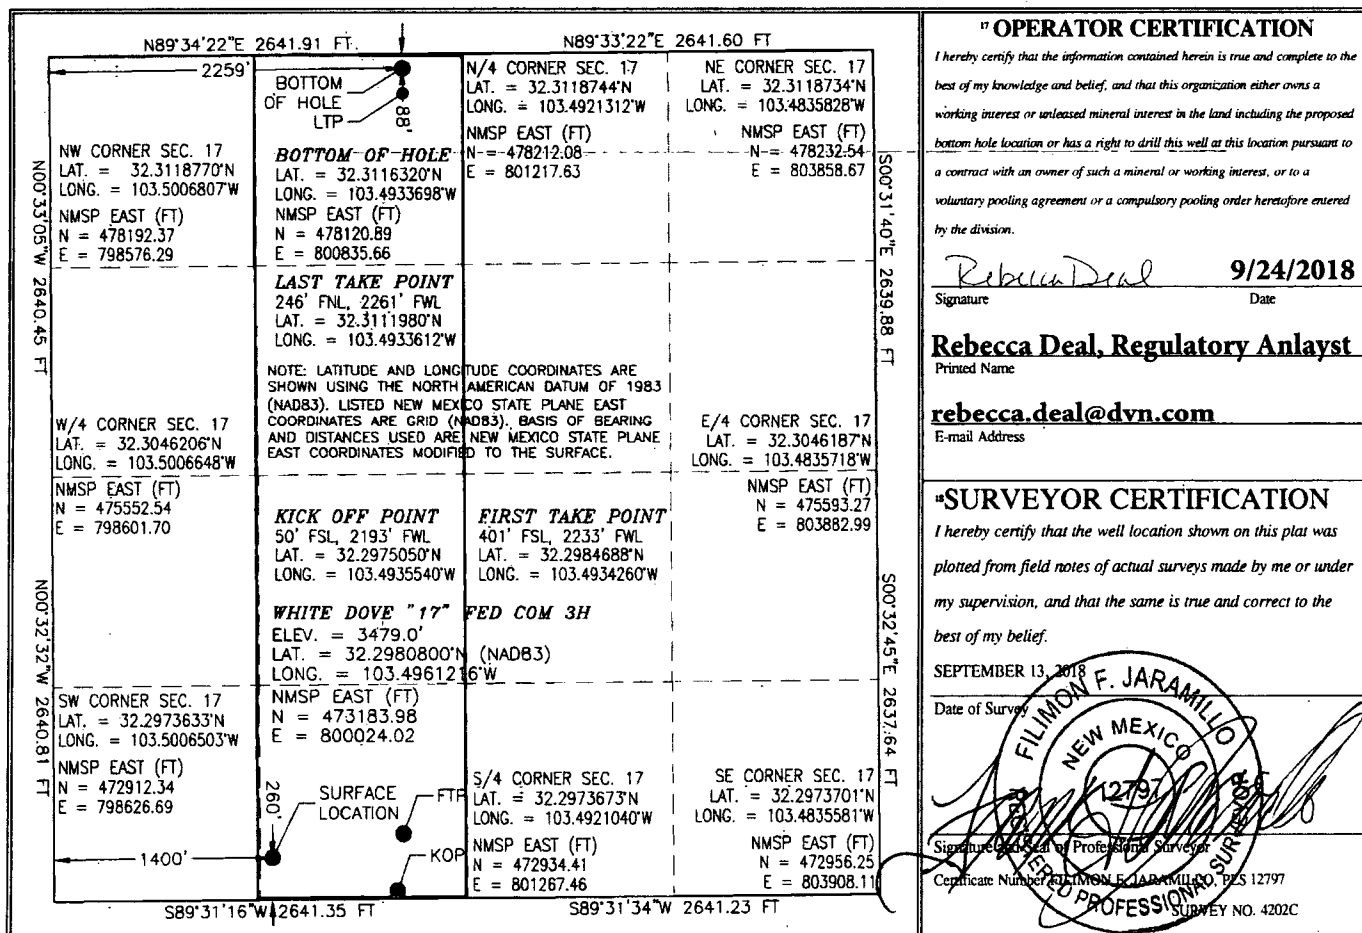 N89°34'22"E 2641.91 FT.
N89°33'22"E 2641.60 FT
2259'
BOTTOM
OF HOLE
LTP
88'
N/4 CORNER SEC. 17
LAT. = 32.3118744°N
LONG. = 103.4921312°W
NMSP EAST (FT)
N = 478212.08
E = 801217.63
NE CORNER SEC. 17
LAT. = 32.3118734°N
LONG. = 103.4835828°W
NMSP EAST (FT)
N = 478232.54
E = 803858.67
NW CORNER SEC. 17
LAT. = 32.3118770°N
LONG. = 103.5006807°W
NMSP EAST (FT)
N = 478192.37
E = 798576.29
BOTTOM OF HOLE
LAT. = 32.3116320°N
LONG. = 103.4933698°W
NMSP EAST (FT)
N = 478120.89
E = 800835.66
N00°33'05"W 2640.45 FT
S00°31'40"E 2639.88 FT
LAST TAKE POINT
246' FNL, 2261' FWL
LAT. = 32.3111980°N
LONG. = 103.4933612°W
NOTE: LATITUDE AND LONGITUDE COORDINATES ARE
SHOWN USING THE NORTH AMERICAN DATUM OF 1983
(NAD83). LISTED NEW MEXICO STATE PLANE EAST
COORDINATES ARE GRID (NAD83). BASIS OF BEARING
AND DISTANCES USED ARE NEW MEXICO STATE PLANE
EAST COORDINATES MODIFIED TO THE SURFACE.
W/4 CORNER SEC. 17
LAT. = 32.3046206°N
LONG. = 103.5006648°W
NMSP EAST (FT)
N = 475552.54
E = 798601.70
E/4 CORNER SEC. 17
LAT. = 32.3046187°N
LONG. = 103.4835718°W
NMSP EAST (FT)
N = 475593.27
E = 803882.99
KICK OFF POINT
50' FSL, 2193' FWL
LAT. = 32.2975050°N
LONG. = 103.4935540°W
FIRST TAKE POINT
401' FSL, 2233' FWL
LAT. = 32.2984688°N
LONG. = 103.4934260°W
N00°32'32"W 2640.81 FT
S00°32'45"E 2637.64 FT
WHITE DOVE "17" FED COM 3H
ELEV. = 3479.0'
LAT. = 32.2980800°N (NAD83)
LONG. = 103.4961216°W
NMSP EAST (FT)
N = 473183.98
E = 800024.02
SW CORNER SEC. 17
LAT. = 32.2973633°N
LONG. = 103.5006503°W
NMSP EAST (FT)
N = 472912.34
E = 798626.69
260'
SURFACE
LOCATION
FTP
KOP
1400'
S/4 CORNER SEC. 17
LAT. = 32.2973673°N
LONG. = 103.4921040°W
NMSP EAST (FT)
N = 472934.41
E = 801267.46
SE CORNER SEC. 17
LAT. = 32.2973701°N
LONG. = 103.4835581°W
NMSP EAST (FT)
N = 472956.25
E = 803908.11
S89°31'16"W 2641.35 FT
S89°31'34"W 2641.23 FT
17 OPERATOR CERTIFICATION
I hereby certify that the information contained herein is true and complete to the
best of my knowledge and belief, and that this organization either owns a
working interest or unleased mineral interest in the land including the proposed
bottom hole location or has a right to drill this well at this location pursuant to
a contract with an owner of such a mineral or working interest, or to a
voluntary pooling agreement or a compulsory pooling order heretofore entered
by the division.
Rebecca Deal 9/24/2018
Signature Date
Rebecca Deal, Regulatory Anlayst
Printed Name
rebecca.deal@dvn.com
E-mail Address
18 SURVEYOR CERTIFICATION
I hereby certify that the well location shown on this plat was
plotted from field notes of actual surveys made by me or under
my supervision, and that the same is true and correct to the
best of my belief.
SEPTEMBER 13, 2018
Date of Survey
FILIMON F. JARAMILLO
NEW MEXICO
12797
REGISTERED PROFESSIONAL SURVEYOR
Signature and Seal of Professional Surveyor
Certificate Number FILIMON F. JARAMILLO, PLS 12797
SURVEY NO. 4202C